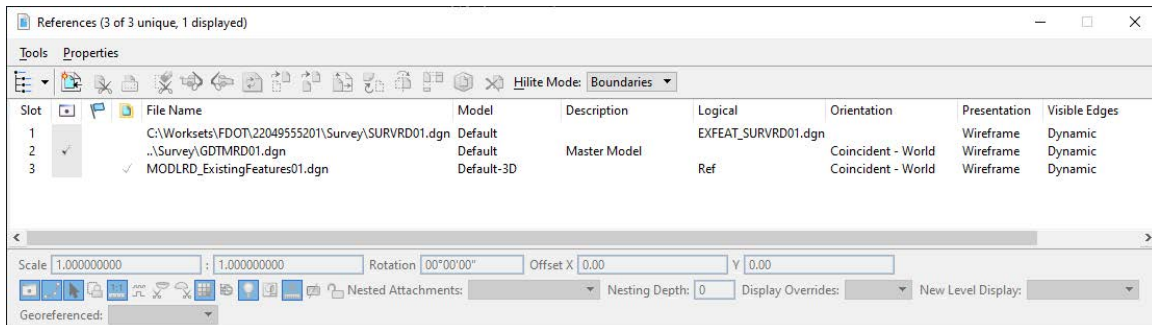 References (3 of 3 unique, 1 displayed)
Tools Properties
Hilite Mode: Boundaries
Slot File Name Model Description Logical Orientation Presentation Visible Edges
1 C:\Worksets\FDOT\22049555201\Survey\SURVRD01.dgn Default EXFEAT_SURVRD01.dgn Wireframe Dynamic
2 ..\Survey\GDTMRD01.dgn Default Master Model Coincident - World Wireframe Dynamic
3 MODLRD_ExistingFeatures01.dgn Default-3D Ref Coincident - World Wireframe Dynamic
Scale 1.000000000 : 1.000000000 Rotation 00°00'00" Offset X 0.00 Y 0.00
1:1 Nested Attachments: Nesting Depth: 0 Display Overrides: New Level Display:
Georeferenced: